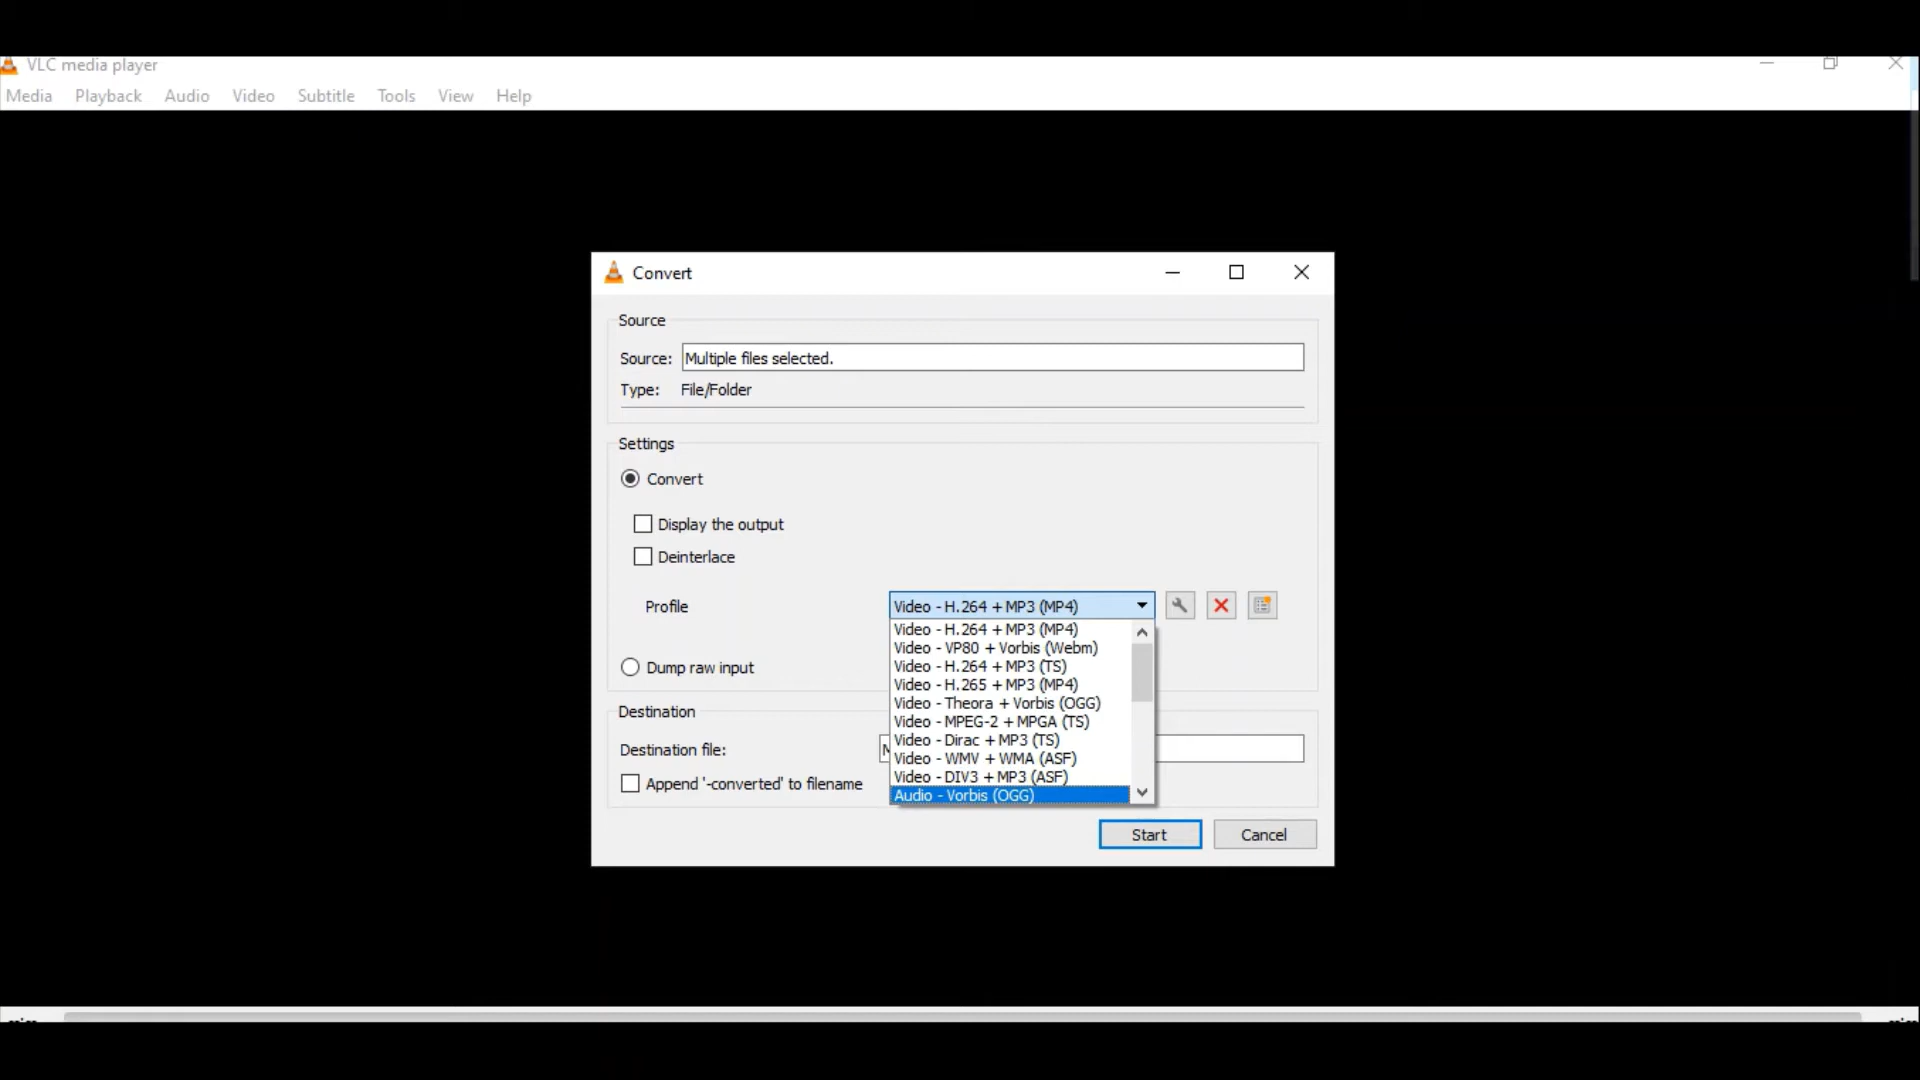 VLC media player
Media Playback Audio Video Subtitle Tools View Help
Convert
Source
Source: Multiple files selected.
Type: File/Folder
Settings
Convert
Display the output
Deinterlace
Profile Video - H.264 + MP3 (MP4)
Video - H.264 + MP3 (MP4)
Video - VP80 + Vorbis (Webm)
Video - H.264 + MP3 (TS)
Video - H.265 + MP3 (MP4)
Video - Theora + Vorbis (OGG)
Video - MPEG-2 + MPGA (TS)
Video - Dirac + MP3 (TS)
Video - WMV + WMA (ASF)
Video - DIV3 + MP3 (ASF)
Audio - Vorbis (OGG)
Dump raw input
Destination
Destination file:
Append '-converted' to filename
Start Cancel